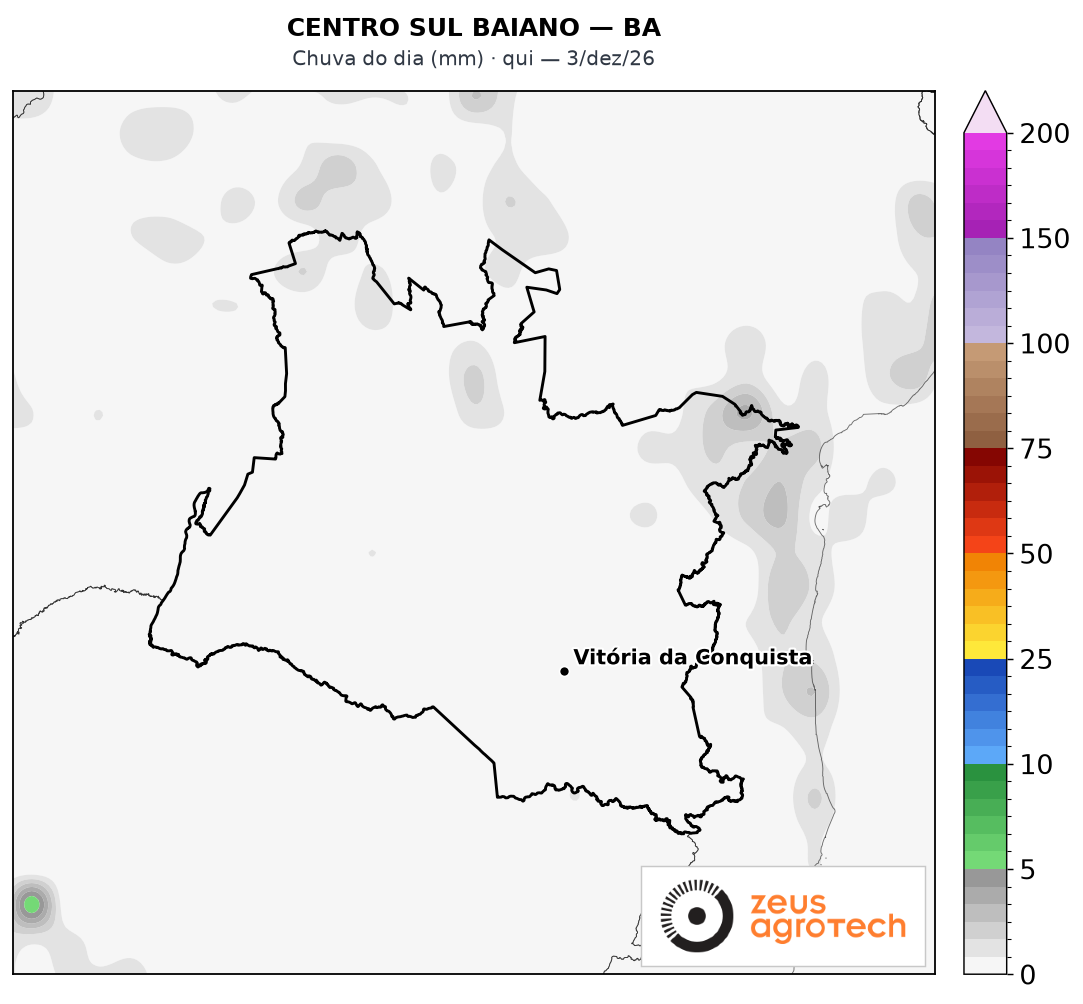 CENTRO SUL BAIANO — BA
Chuva do dia (mm) · qui — 3/dez/26
200
150
100
75
50
25
10
5
0
Vitória da Conquista
zeus
agrotech